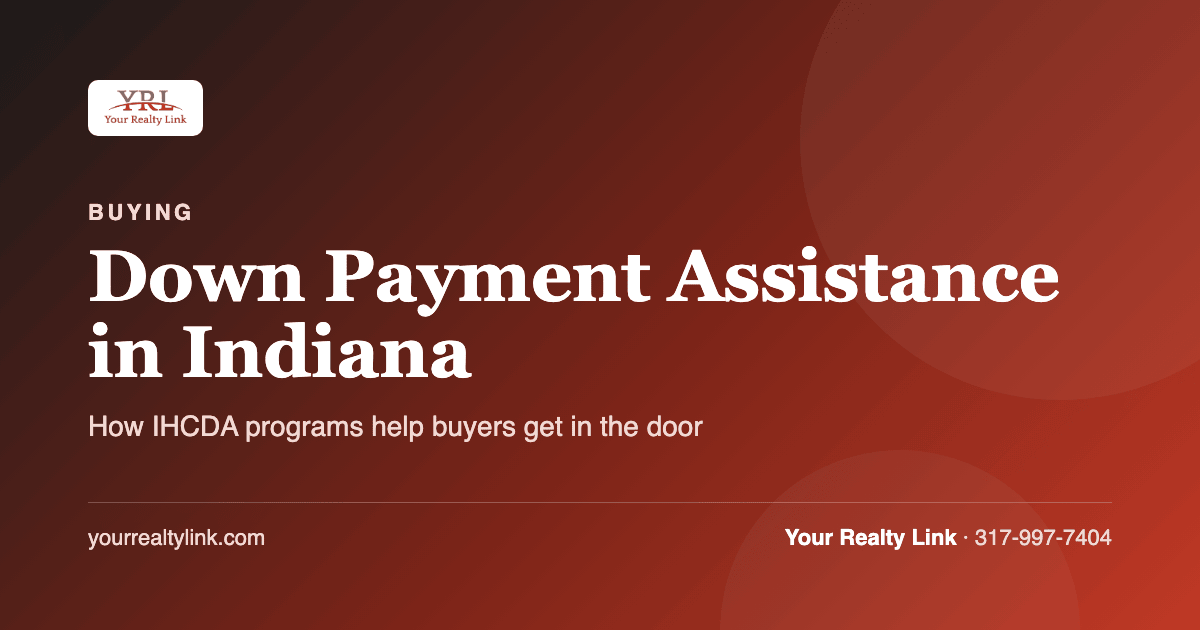 YRL
Your Realty Link
BUYING
Down Payment Assistance
in Indiana
How IHCDA programs help buyers get in the door
yourrealtylink.com
Your Realty Link · 317-997-7404